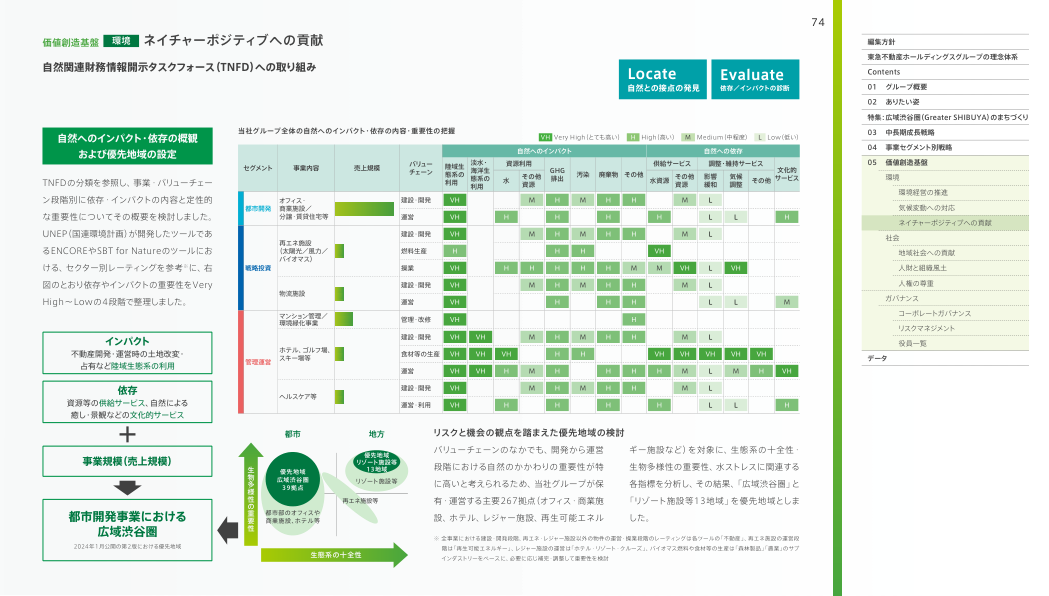 74
価値創造基盤 環境 ネイチャーポジティブへの貢献
自然関連財務情報開示タスクフォース（TNFD）への取り組み
Locate
自然との接点の発見
Evaluate
依存／インパクトの診断
自然へのインパクト・依存の概観
および優先地域の設定
TNFDの分類を参照し、事業・バリューチェー
ン段階別に依存・インパクトの内容と定性的
な重要性についてその概要を検討しました。
UNEP（国連環境計画）が開発したツールであ
るENCOREやSBT for Natureのツールにお
ける、セクター別レーティングを参考※に、右
図のとおり依存やインパクトの重要性をVery
High～Lowの4段階で整理しました。
インパクト
不動産開発・運営時の土地改変・
占有など陸域生態系の利用
依存
資源等の供給サービス、自然による
癒し・景観などの文化的サービス
＋
事業規模（売上規模）
都市開発事業における
広域渋谷圏
2024年1月公開の第2版における優先地域
当社グループ全体の自然へのインパクト・依存の内容・重要性の把握
VH Very High（とても高い） H High（高い） M Medium（中程度） L Low（低い）
セグメント 事業内容 売上規模 バリューチェーン 自然へのインパクト 自然への依存
陸域生態系の利用 淡水・海洋生態系の利用 資源利用 GHG排出 汚染 廃棄物 その他 供給サービス 調整・維持サービス 文化的サービス
水 その他資源 水資源 その他資源 影響緩和 気候調整 その他
都市開発 オフィス・商業施設／分譲・賃貸住宅等 建設・開発 VH M H M H H M L
運営 VH H H H H L L H
戦略投資 再エネ施設（太陽光／風力／バイオマス） 建設・開発 VH M H M H H M L
燃料生産 H H H VH
操業 VH H H H H H M M VH L VH
物流施設 建設・開発 VH M H M H H M L
運営 VH H H H L L M
管理運営 マンション管理／環境緑化事業 管理・改修 VH H
ホテル、ゴルフ場、スキー場等 建設・開発 VH VH M H M H H M L
食材等の生産 VH VH VH H H VH VH VH VH VH
運営 VH VH H M H H H H M L M H VH
ヘルスケア等 建設・開発 VH M H M H H M L
運営・利用 VH H H H H L L H
都市 地方
生物多様性の重要性
優先地域
広域渋谷圏
39拠点
都市部のオフィスや
商業施設、ホテル等
優先地域
リゾート施設等
13地域
リゾート施設等
再エネ施設等
生態系の十全性
リスクと機会の観点を踏まえた優先地域の検討
バリューチェーンのなかでも、開発から運営
段階における自然のかかわりの重要性が特
に高いと考えられるため、当社グループが保
有・運営する主要267拠点（オフィス・商業施
設、ホテル、レジャー施設、再生可能エネル
ギー施設など）を対象に、生態系の十全性・
生物多様性の重要性、水ストレスに関連する
各指標を分析し、その結果、「広域渋谷圏」と
「リゾート施設等13地域」を優先地域としま
した。
※ 全事業における建設・開発段階、再エネ・レジャー施設以外の物件の運営・操業段階のレーティングは各ツールの「不動産」、再エネ施設の運営段
階は「再生可能エネルギー」、レジャー施設の運営は「ホテル・リゾート・クルーズ」、バイオマス燃料や食材等の生産は「森林製品」「農業」のサブ
インダストリーをベースに、必要に応じ補完・調整して重要性を検討
編集方針
東急不動産ホールディングスグループの理念体系
Contents
01 グループ概要
02 ありたい姿
特集：広域渋谷圏（Greater SHIBUYA）のまちづくり
03 中長期成長戦略
04 事業セグメント別戦略
05 価値創造基盤
環境
環境経営の推進
気候変動への対応
ネイチャーポジティブへの貢献
社会
地域社会への貢献
人財と組織風土
人権の尊重
ガバナンス
コーポレートガバナンス
リスクマネジメント
役員一覧
データ